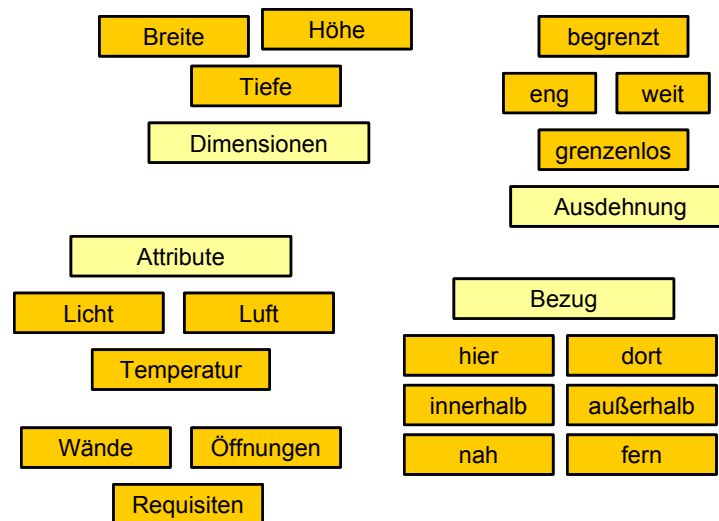 Breite
Höhe
Tiefe
Dimensionen
begrenzt
eng
weit
grenzenlos
Ausdehnung
Attribute
Licht
Luft
Temperatur
Wände
Öffnungen
Requisiten
Bezug
hier
dort
innerhalb
außerhalb
nah
fern